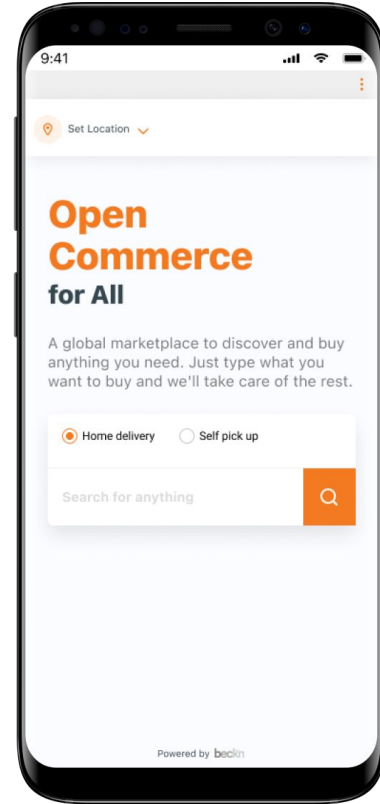 9:41
Set Location
Open
Commerce
for All
A global marketplace to discover and buy
anything you need. Just type what you
want to buy and we'll take care of the rest.
Home delivery Self pick up
Search for anything
Powered by beckn